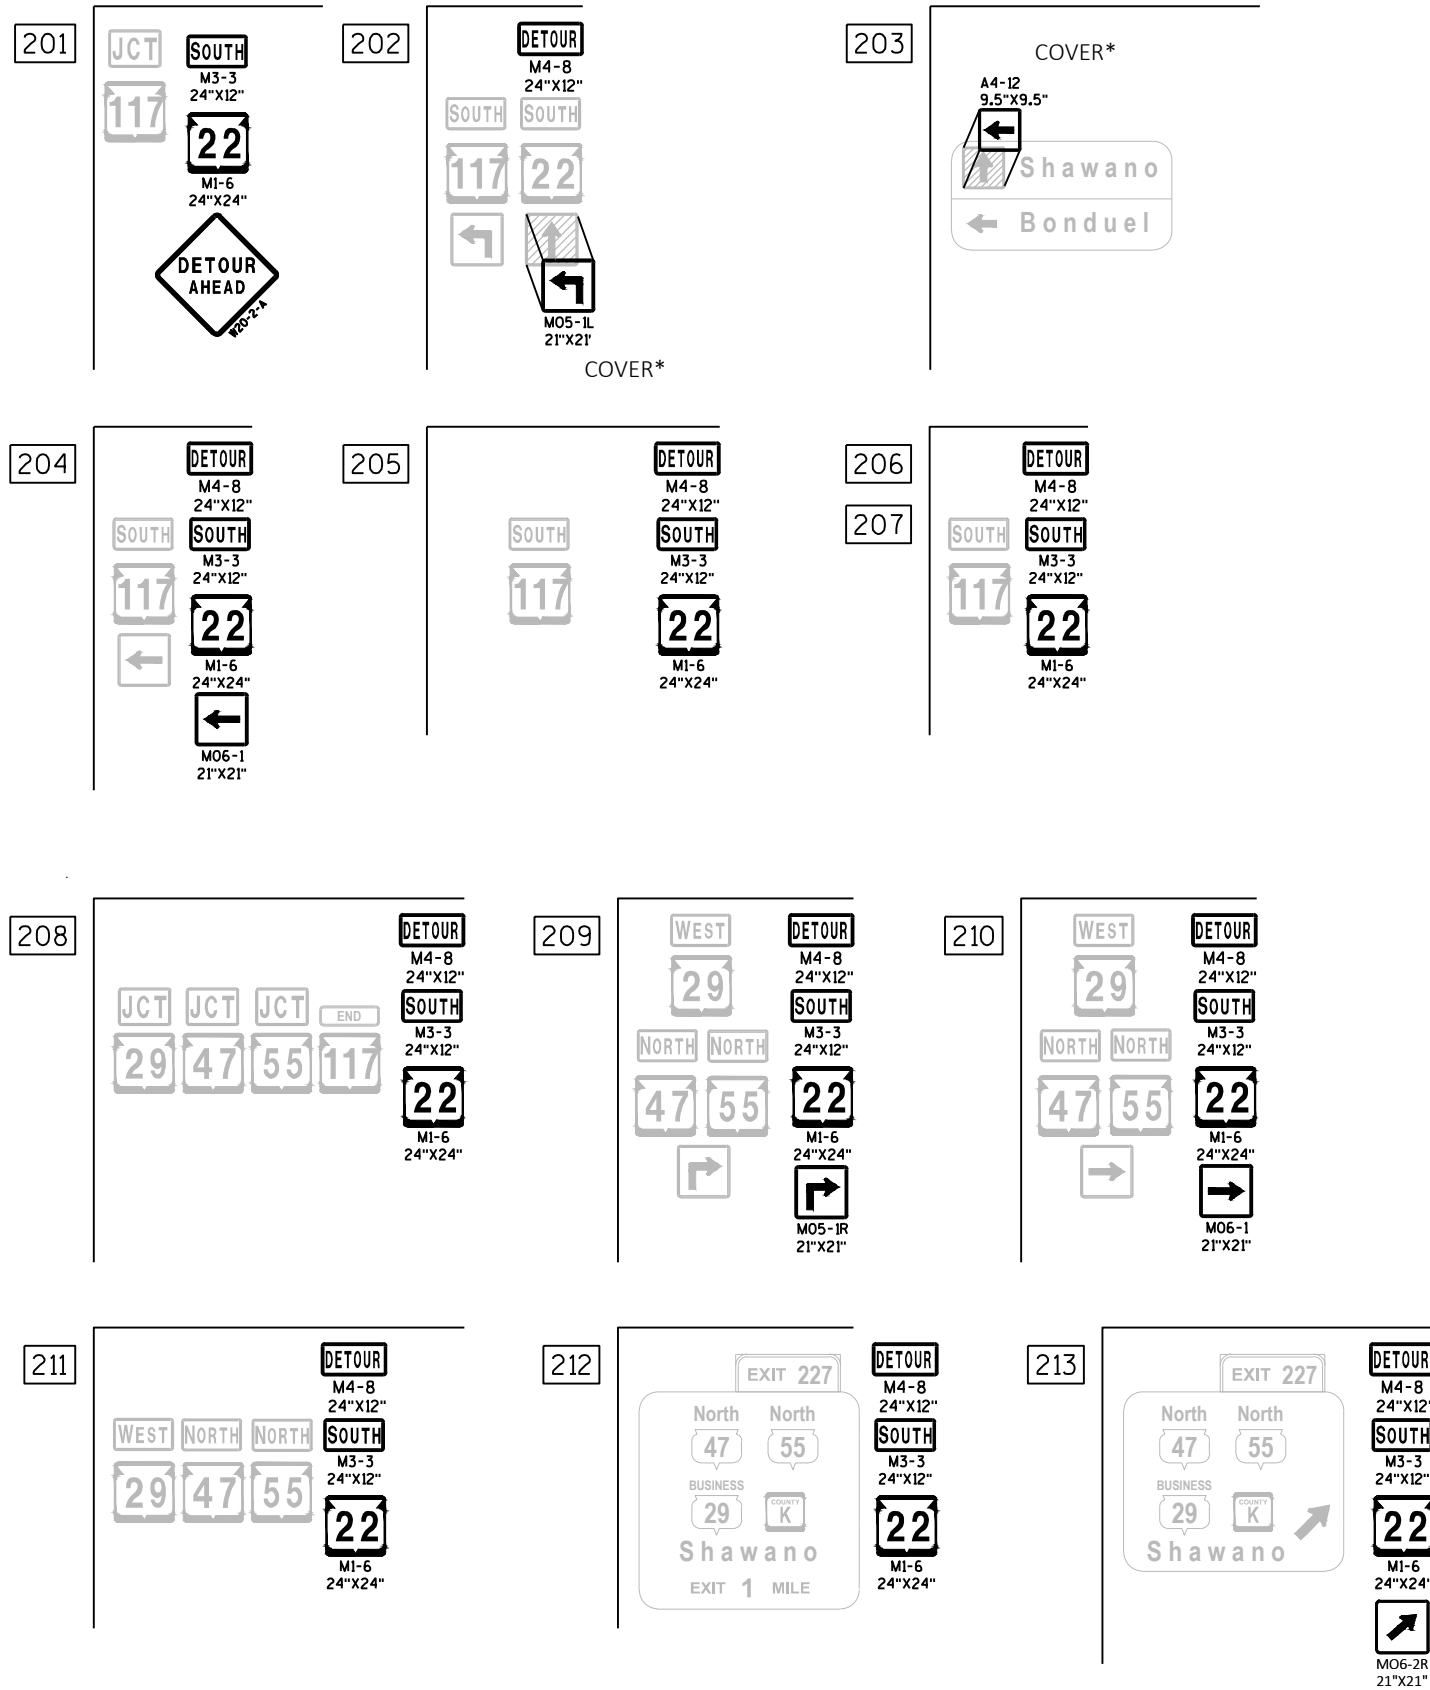 201
JCT
117
SOUTH
M3-3
24"X12"
22
M1-6
24"X24"
DETOUR
AHEAD
W20-2-A
202
DETOUR
M4-8
24"X12"
SOUTH SOUTH
117 22
MO5-1L
21"X21'
COVER*
203
COVER*
A4-12
9.5"X9.5"
Shawano
Bonduel
204
DETOUR
M4-8
24"X12"
SOUTH SOUTH
M3-3
24"X12"
117 22
M1-6
24"X24"
MO6-1
21"X21"
205
DETOUR
M4-8
24"X12"
SOUTH SOUTH
M3-3
24"X12"
117 22
M1-6
24"X24"
206
207
DETOUR
M4-8
24"X12"
SOUTH SOUTH
M3-3
24"X12"
117 22
M1-6
24"X24"
208
DETOUR
M4-8
24"X12"
JCT JCT JCT END SOUTH
M3-3
24"X12"
29 47 55 117 22
M1-6
24"X24"
209
WEST DETOUR
M4-8
24"X12"
29 SOUTH
M3-3
24"X12"
NORTH NORTH
47 55 22
M1-6
24"X24"
MO5-1R
21"X21"
210
WEST DETOUR
M4-8
24"X12"
29 SOUTH
M3-3
24"X12"
NORTH NORTH
47 55 22
M1-6
24"X24"
MO6-1
21"X21"
211
DETOUR
M4-8
24"X12"
WEST NORTH NORTH SOUTH
M3-3
24"X12"
29 47 55 22
M1-6
24"X24"
212
EXIT 227
North North
47 55
BUSINESS COUNTY
29 K
Shawano
EXIT 1 MILE
DETOUR
M4-8
24"X12"
SOUTH
M3-3
24"X12"
22
M1-6
24"X24"
213
EXIT 227
North North
47 55
BUSINESS COUNTY
29 K
Shawano
DETOUR
M4-8
24"X12"
SOUTH
M3-3
24"X12"
22
M1-6
24"X24'
MO6-2R
21"X21"